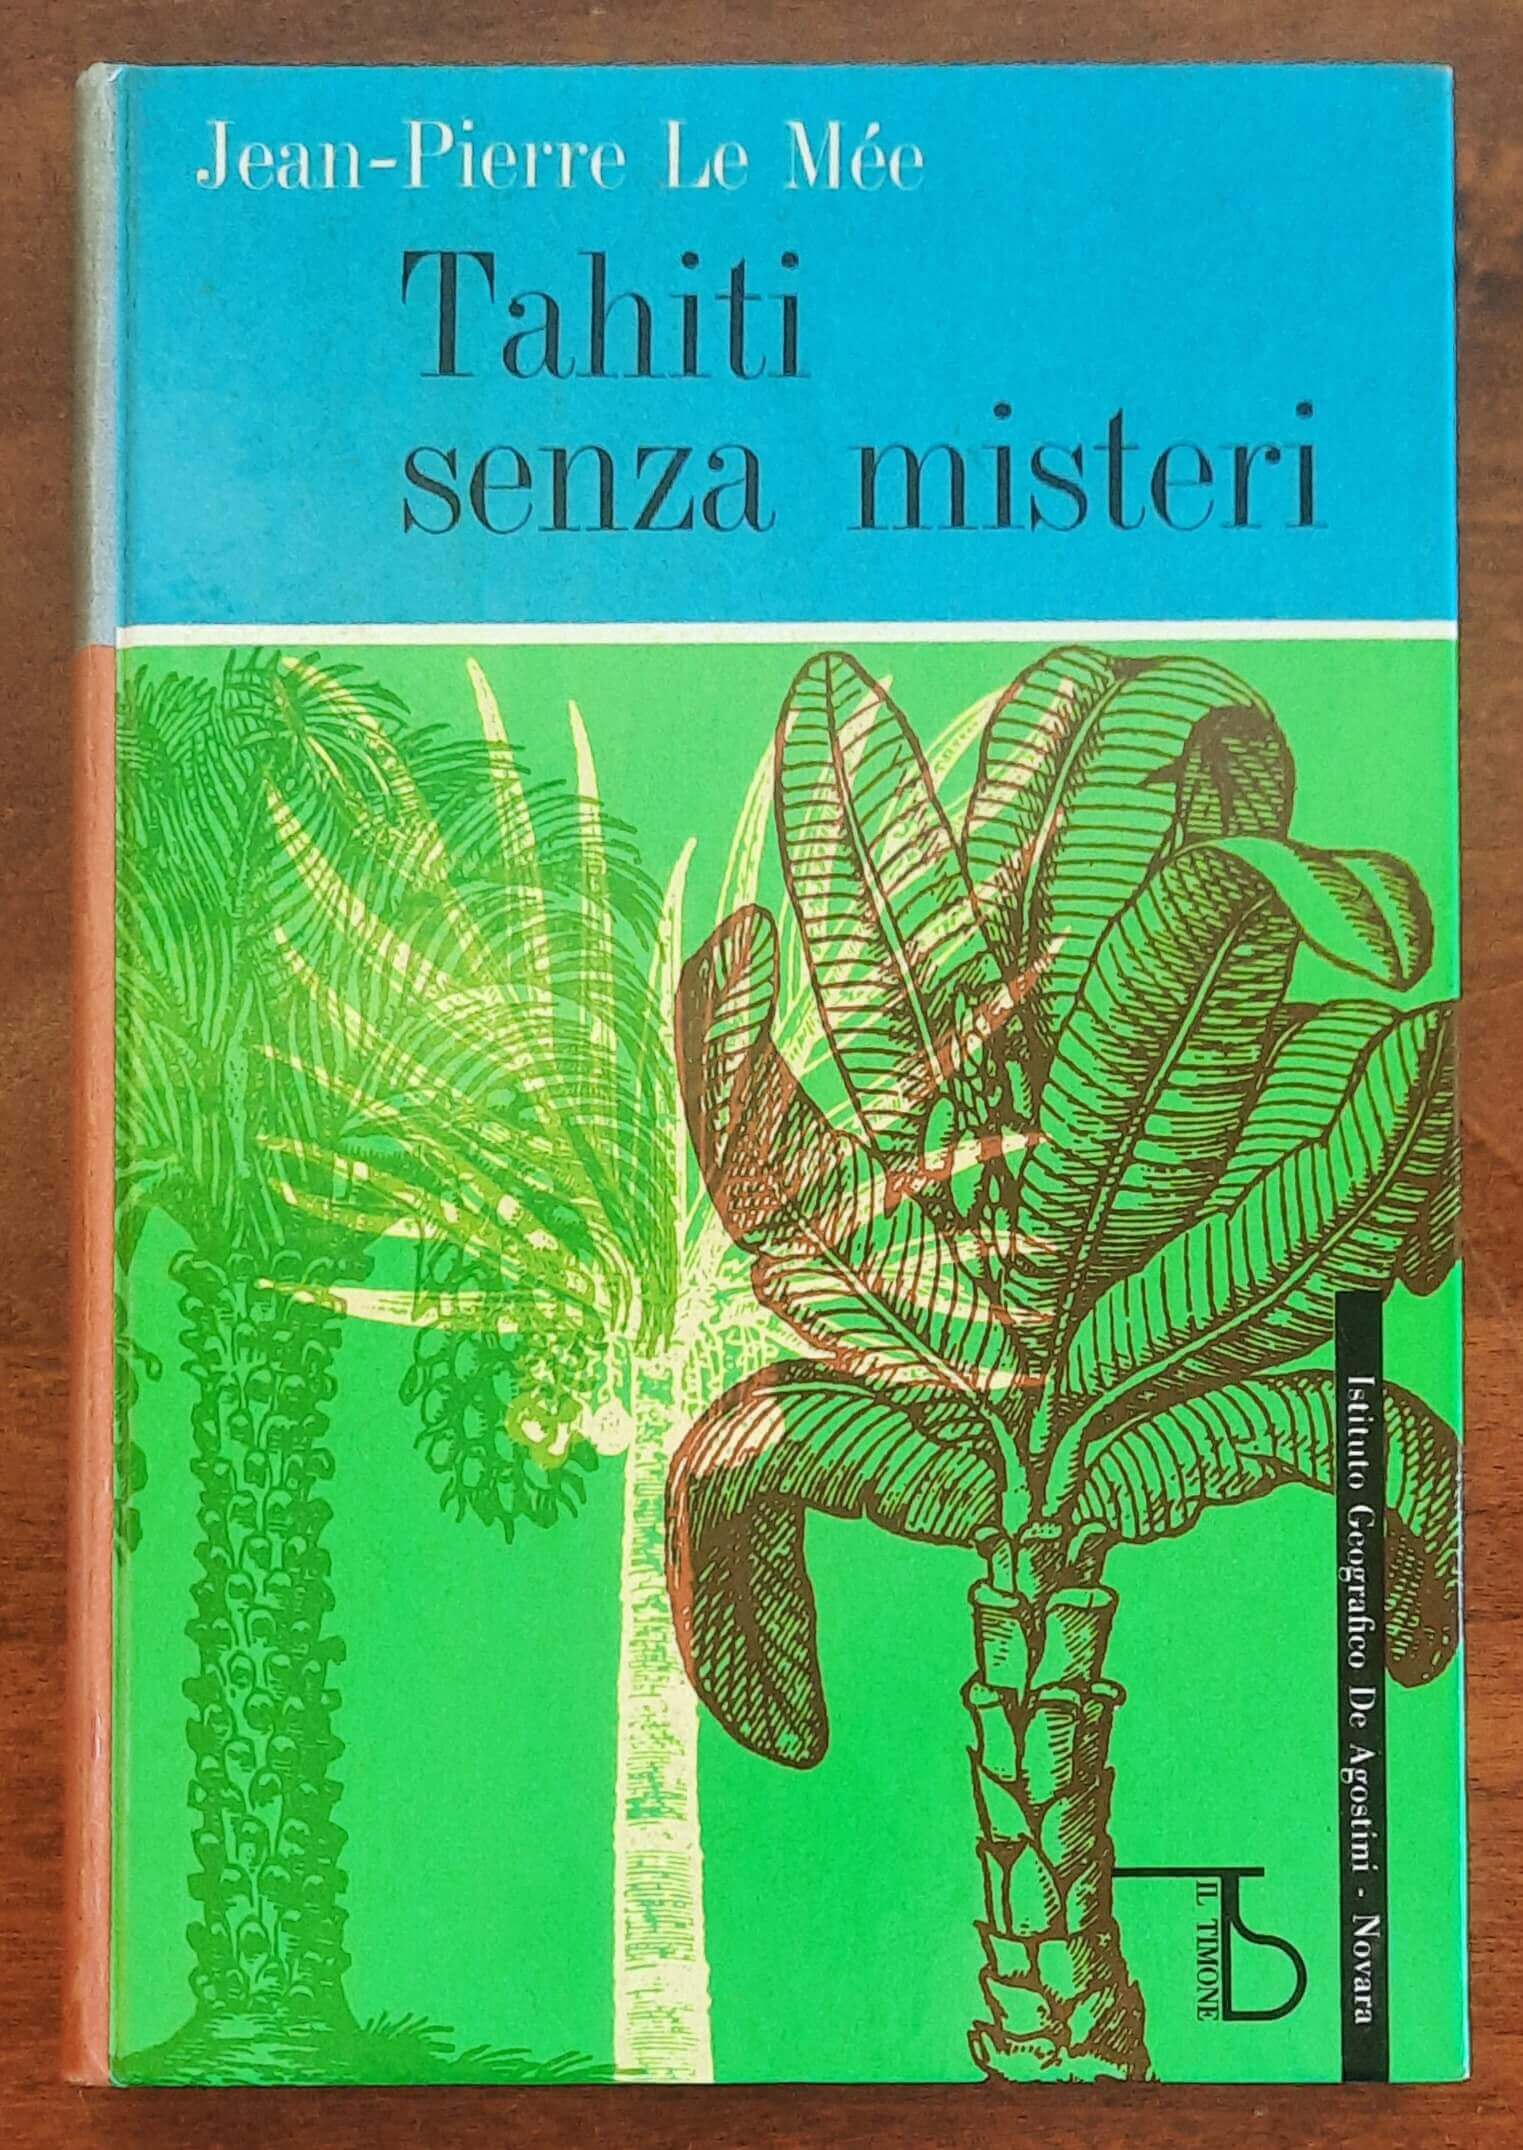 Jean-Pierre Le Mée
Tahiti
senza misteri
Istituto Geografico De Agostini - Novara
IL TIMONE